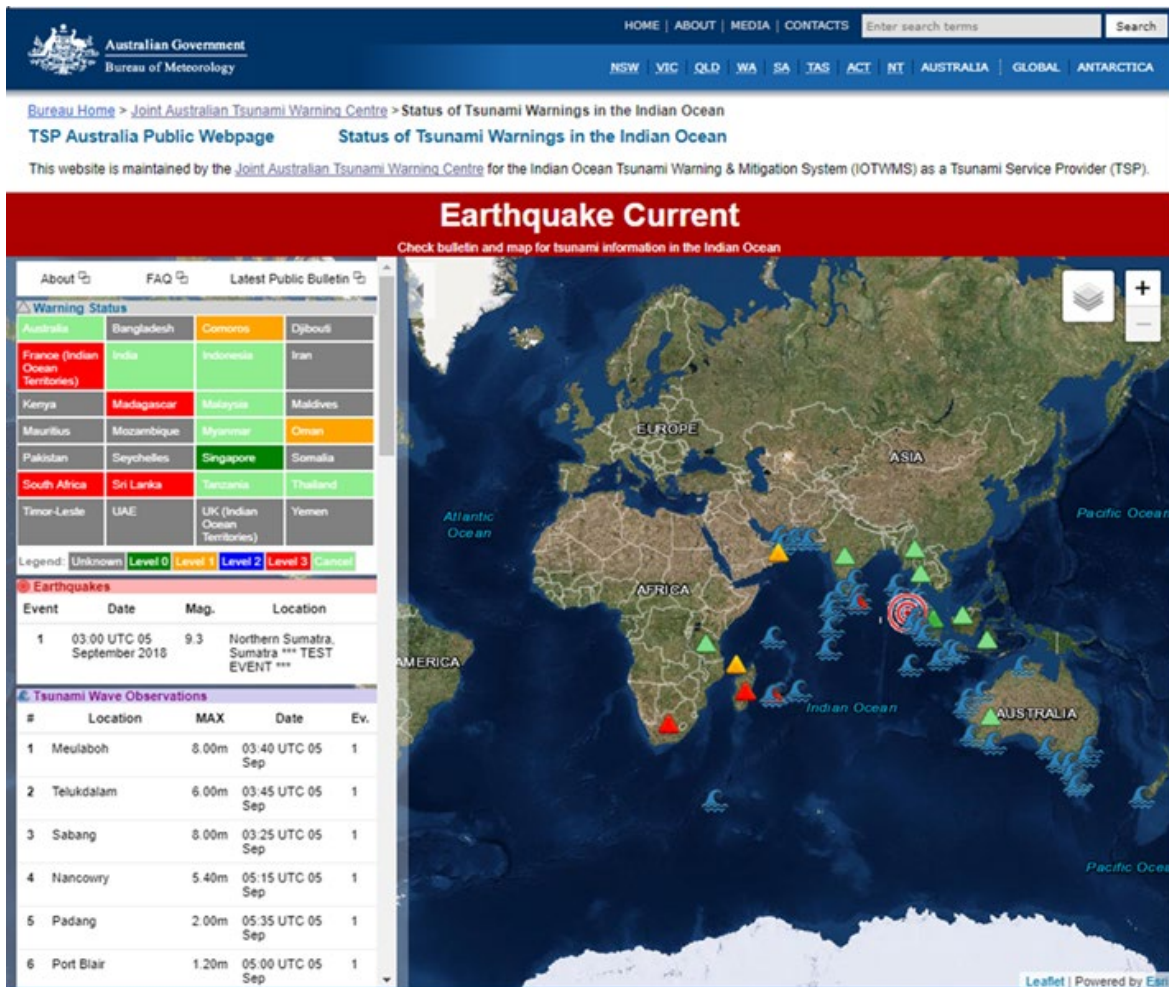 HOME | ABOUT | MEDIA | CONTACTS Enter search terms Search
Australian Government
Bureau of Meteorology
NSW VIC QLD WA SA TAS ACT NT AUSTRALIA | GLOBAL ANTARCTICA
Bureau Home > Joint Australian Tsunami Warning Centre > Status of Tsunami Warnings in the Indian Ocean
TSP Australia Public Webpage Status of Tsunami Warnings in the Indian Ocean
This website is maintained by the Joint Australian Tsunami Warning Centre for the Indian Ocean Tsunami Warning & Mitigation System (IOTWMS) as a Tsunami Service Provider (TSP).
Earthquake Current
Check bulletin and map for tsunami information in the Indian Ocean
About FAQ Latest Public Bulletin
Warning Status
Australia Bangladesh Comoros Djibouti
France (Indian Ocean Territories) India Indonesia Iran
Kenya Madagascar Malaysia Maldives
Mauritius Mozambique Myanmar Oman
Pakistan Seychelles Singapore Somalia
South Africa Sri Lanka Tanzania Thailand
Timor-Leste UAE UK (Indian Ocean Territories) Yemen
Legend: Unknown Level 0 Level 1 Level 2 Level 3 Cancel
Earthquakes
Event Date Mag. Location
1 03:00 UTC 05 September 2018 9.3 Northern Sumatra, Sumatra *** TEST EVENT ***
Tsunami Wave Observations
# Location MAX Date Ev.
1 Meulaboh 8.00m 03:40 UTC 05 Sep 1
2 Telukdalam 6.00m 03:45 UTC 05 Sep 1
3 Sabang 8.00m 03:25 UTC 05 Sep 1
4 Nancowry 5.40m 05:15 UTC 05 Sep 1
5 Padang 2.00m 05:35 UTC 05 Sep 1
6 Port Blair 1.20m 05:00 UTC 05 Sep 1
+
−
EUROPE
ASIA
Atlantic Ocean
Pacific Ocean
AFRICA
AMERICA
Indian Ocean
AUSTRALIA
Pacific Ocea
Leaflet | Powered by Esri